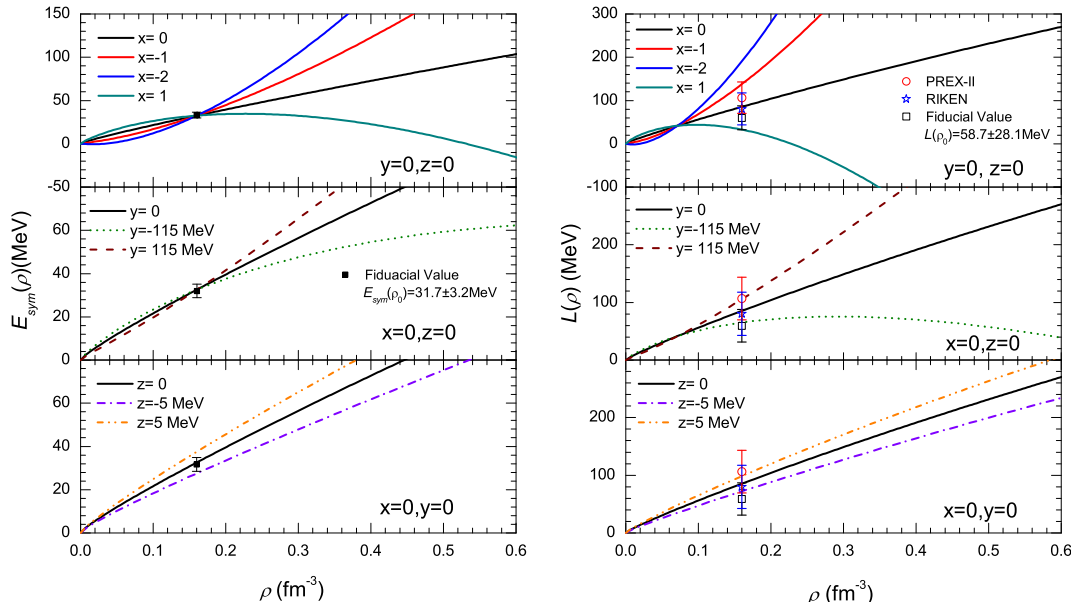 150
100
50
0
-50
x= 0
x=-1
x=-2
x= 1
y=0,z=0
60
40
20
0
y= 0
y=-115 MeV
y= 115 MeV
Fiduacial Value
E_sym(ρ₀)=31.7±3.2MeV
x=0,z=0
60
40
20
0
z= 0
z=-5 MeV
z=5 MeV
x=0,y=0
0.0 0.1 0.2 0.3 0.4 0.5 0.6
E_sym(ρ)(MeV)
ρ (fm⁻³)
300
200
100
0
-100
x= 0
x=-1
x=-2
x= 1
PREX-II
RIKEN
Fiducial Value
L(ρ₀)=58.7±28.1MeV
y=0, z=0
200
100
0
y= 0
y=-115 MeV
y= 115 MeV
x=0,z=0
200
100
0
z= 0
z=-5 MeV
z=5 MeV
x=0,y=0
0.0 0.1 0.2 0.3 0.4 0.5 0.6
L(ρ) (MeV)
ρ (fm⁻³)